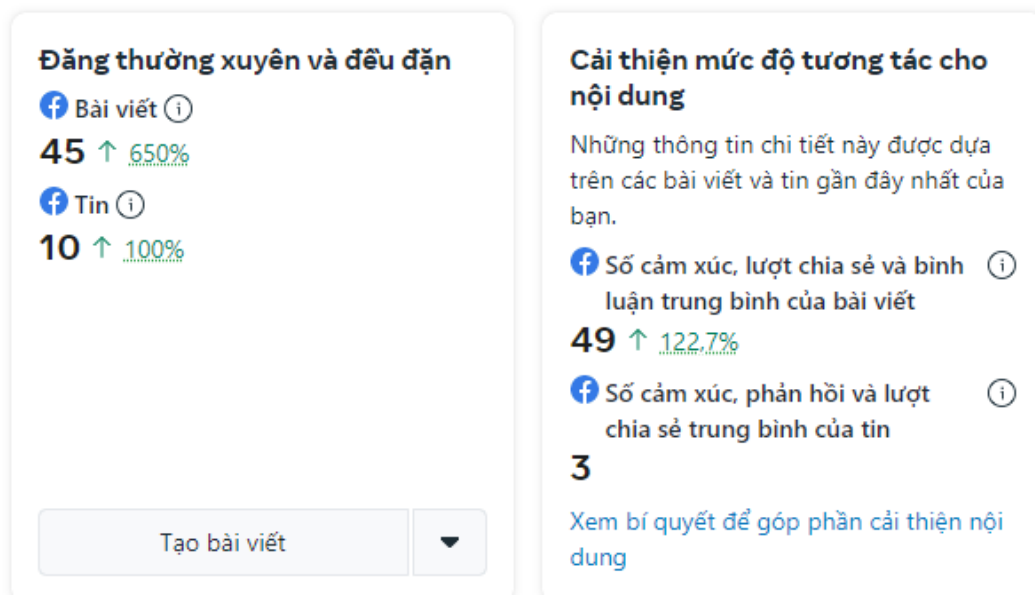 Đăng thường xuyên và đều đặn
Bài viết
45 ↑ 650%
Tin
10 ↑ 100%
Tạo bài viết
Cải thiện mức độ tương tác cho
nội dung
Những thông tin chi tiết này được dựa
trên các bài viết và tin gần đây nhất của
bạn.
Số cảm xúc, lượt chia sẻ và bình
luận trung bình của bài viết
49 ↑ 122,7%
Số cảm xúc, phản hồi và lượt
chia sẻ trung bình của tin
3
Xem bí quyết để góp phần cải thiện nội
dung